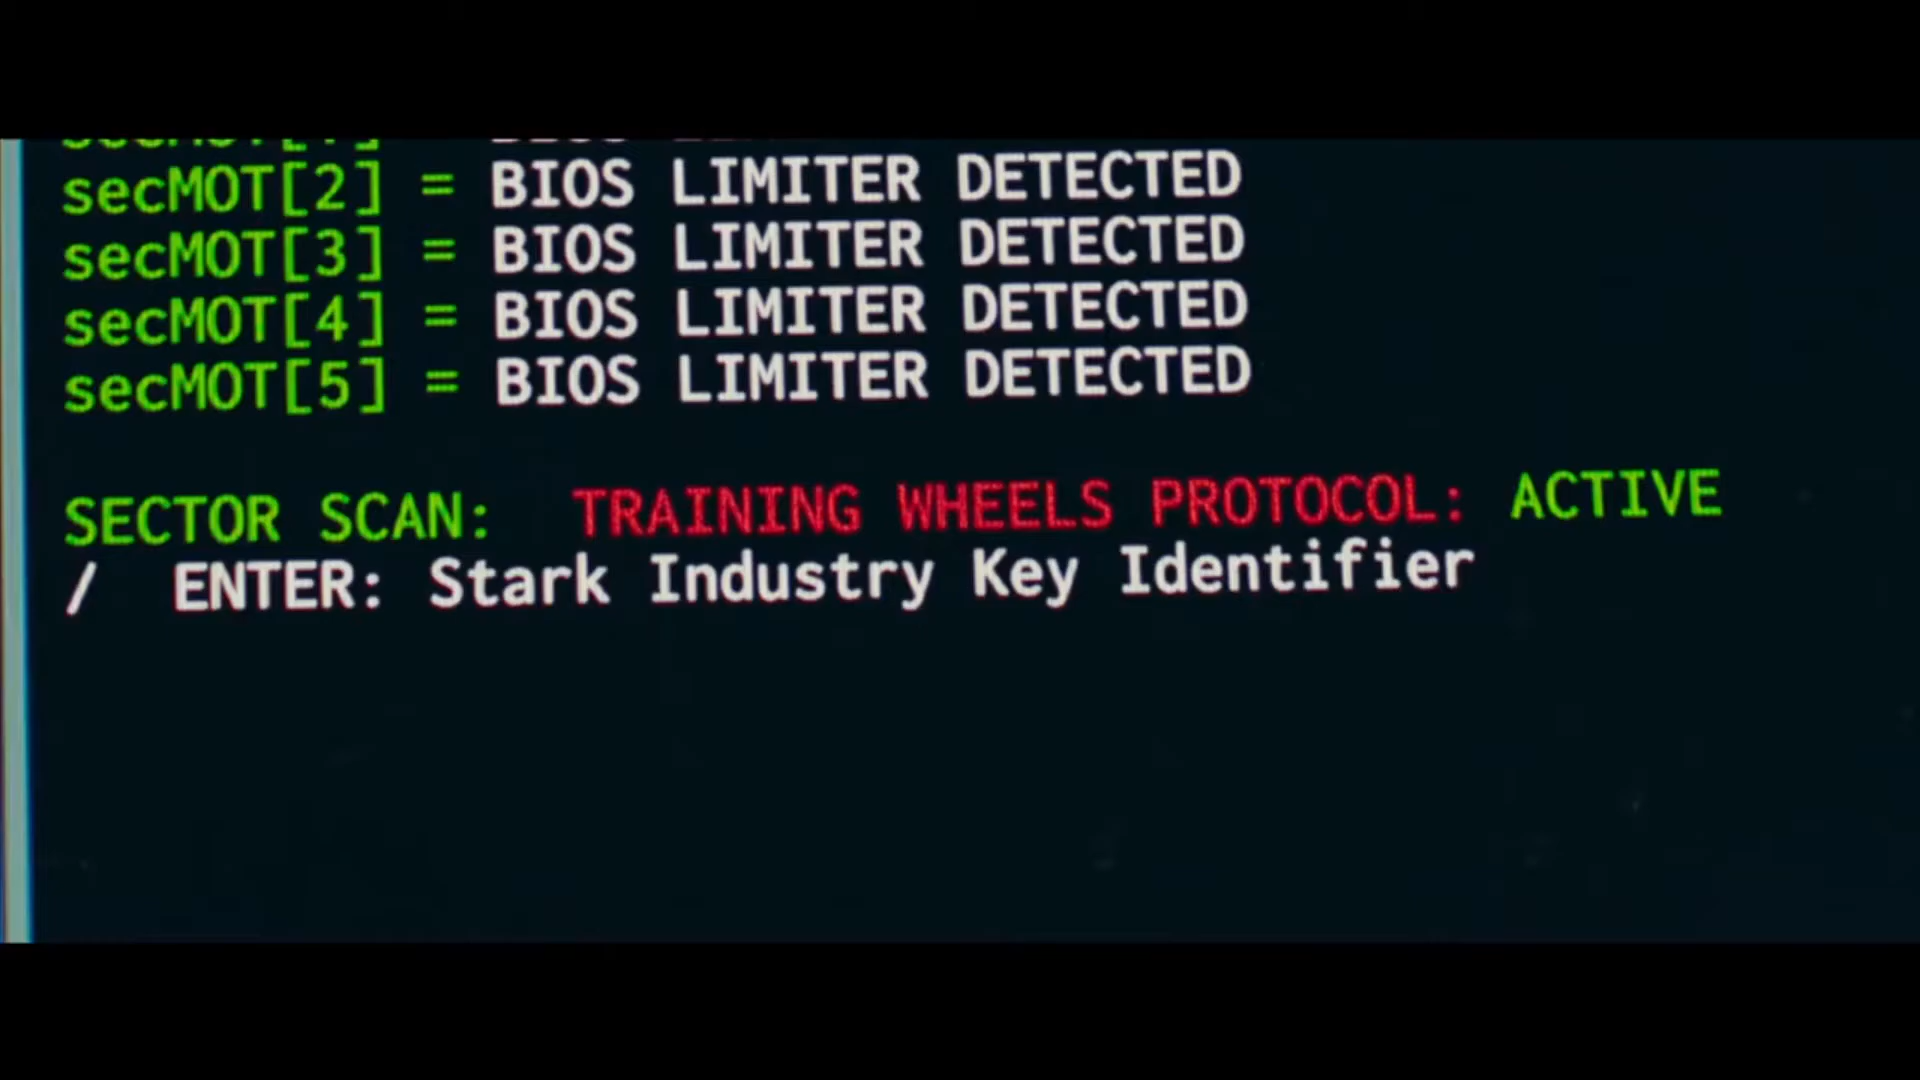 secMOT[2] = BIOS LIMITER DETECTED
secMOT[3] = BIOS LIMITER DETECTED
secMOT[4] = BIOS LIMITER DETECTED
secMOT[5] = BIOS LIMITER DETECTED
SECTOR SCAN: TRAINING WHEELS PROTOCOL: ACTIVE
/ ENTER: Stark Industry Key Identifier